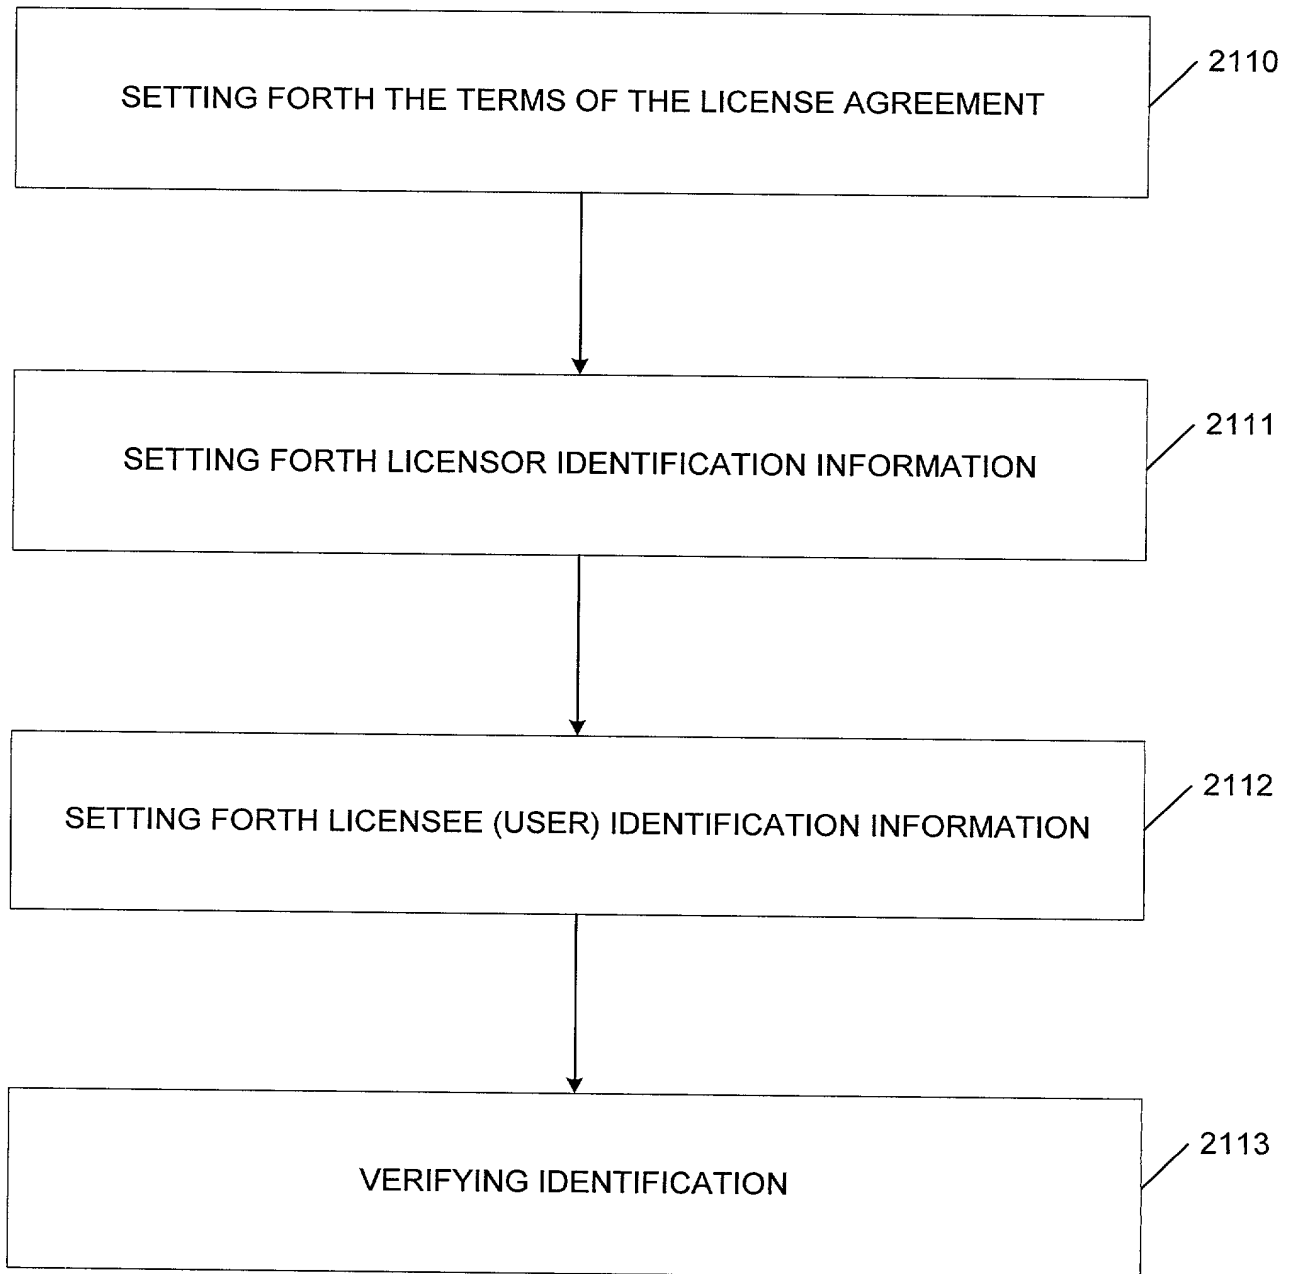 SETTING FORTH THE TERMS OF THE LICENSE AGREEMENT
2110
SETTING FORTH LICENSOR IDENTIFICATION INFORMATION
2111
SETTING FORTH LICENSEE (USER) IDENTIFICATION INFORMATION
2112
VERIFYING IDENTIFICATION
2113